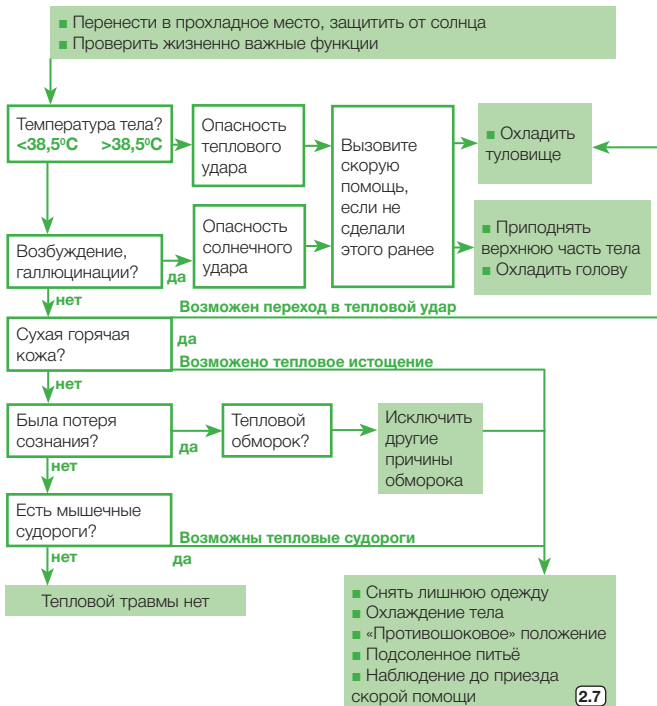 ▪ Перенести в прохладное место, защитить от солнца
▪ Проверить жизненно важные функции
Температура тела?
<38,5⁰C >38,5⁰C
Опасность
теплового
удара
Вызовите
скорую
помощь,
если не
сделали
этого ранее
▪ Охладить
туловище
Возбуждение,
галлюцинации?
да
Опасность
солнечного
удара
▪ Приподнять
верхнюю часть тела
▪ Охладить голову
нет
Возможен переход в тепловой удар
Сухая горячая
кожа?
да
Возможено тепловое истощение
нет
Была потеря
сознания?
да
Тепловой
обморок?
Исключить
другие
причины
обморока
нет
Есть мышечные
судороги?
Возможны тепловые судороги
да
нет
Тепловой травмы нет
▪ Снять лишнюю одежду
▪ Охлаждение тела
▪ «Противошоковое» положение
▪ Подсоленное питьё
▪ Наблюдение до приезда
скорой помощи
2.7